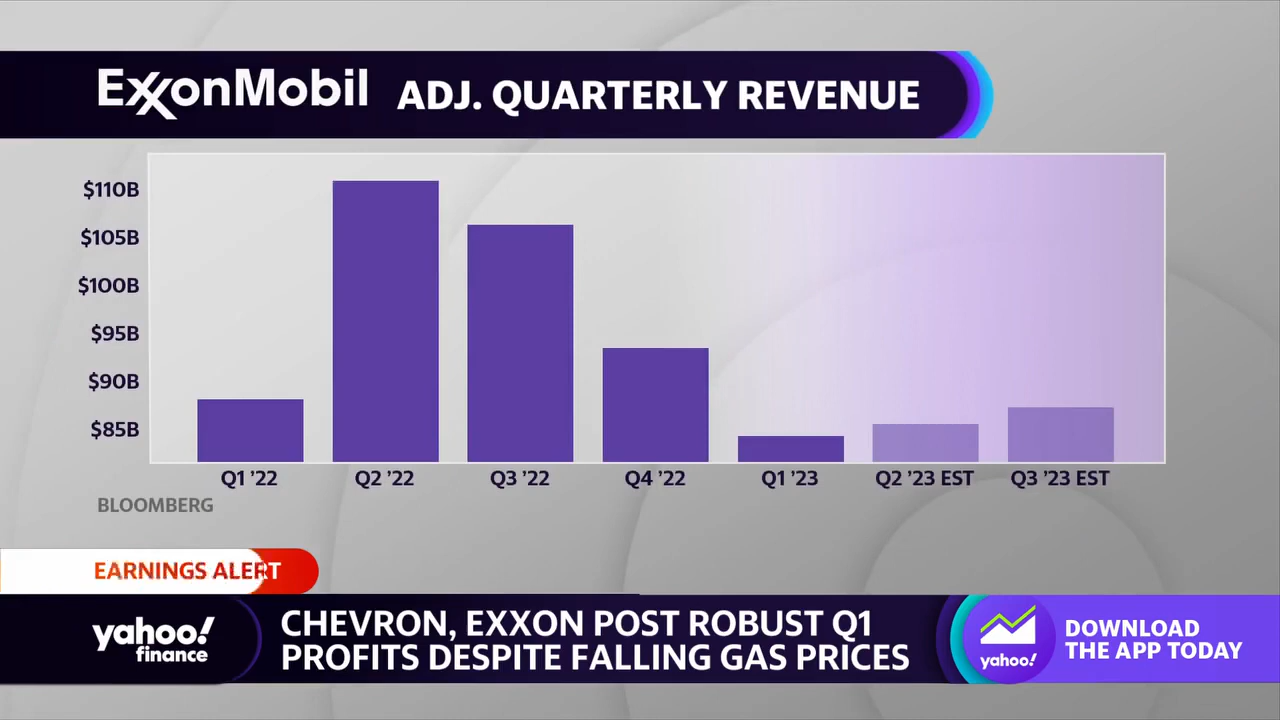 ExxonMobil ADJ. QUARTERLY REVENUE
$110B
$105B
$100B
$95B
$90B
$85B
Q1 ’22 Q2 ’22 Q3 ’22 Q4 ’22 Q1 ’23 Q2 ’23 EST Q3 ’23 EST
BLOOMBERG
EARNINGS ALERT
yahoo!
finance
CHEVRON, EXXON POST ROBUST Q1
PROFITS DESPITE FALLING GAS PRICES
yahoo!
DOWNLOAD
THE APP TODAY